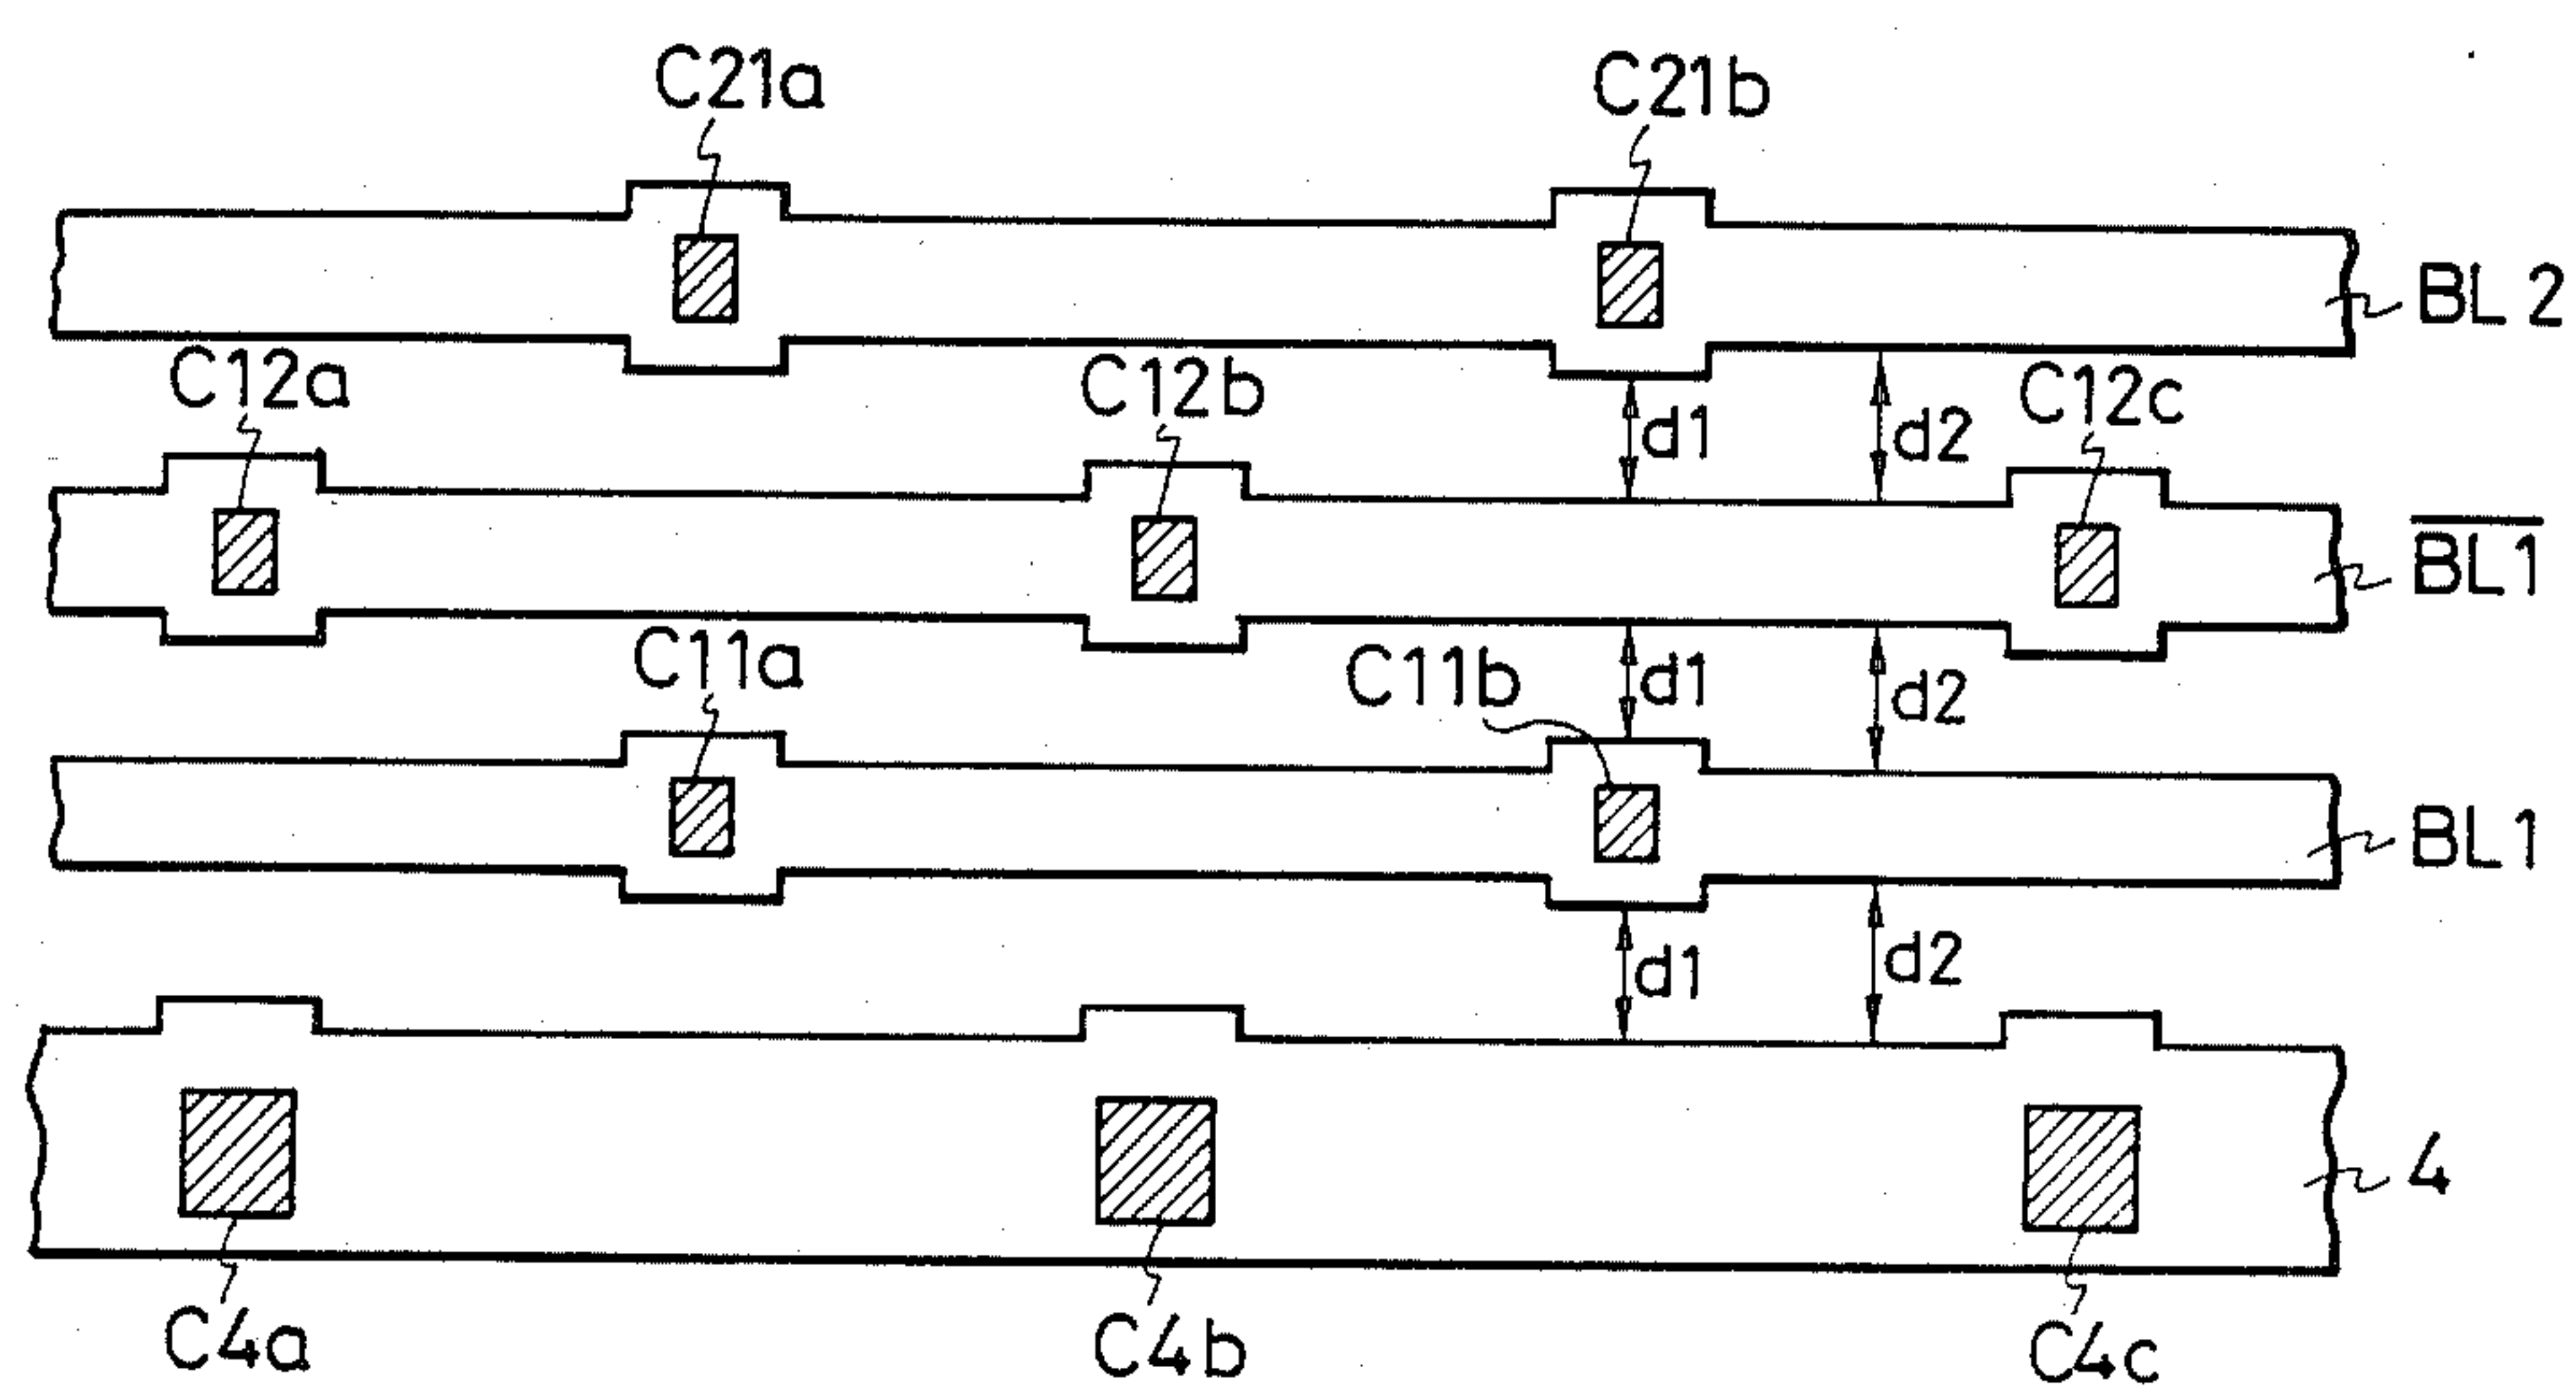 C21a C21b
BL2
C12a C12b C12c
d1 d2
B̅L̅1̅
C11a C11b d1 d2
BL1
d1 d2
4
C4a C4b C4c